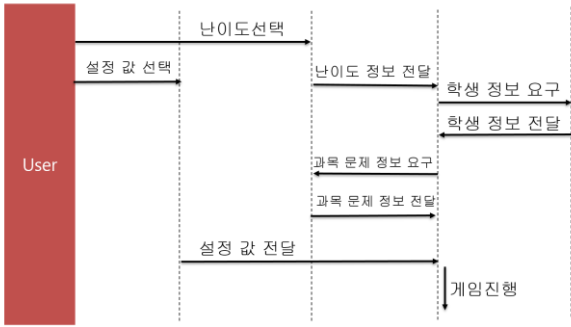 난이도선택
설정 값 선택
난이도 정보 전달
학생 정보 요구
학생 정보 전달
User
과목 문제 정보 요구
과목 문제 정보 전달
설정 값 전달
게임진행